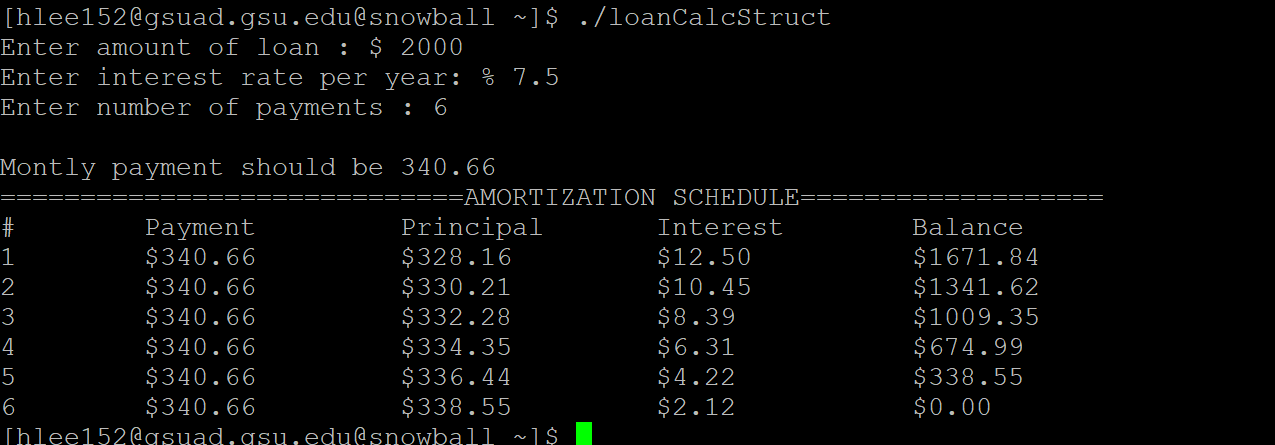 [hlee152@gsuad.gsu.edu@snowball ~]$ ./loanCalcStruct
Enter amount of loan : $ 2000
Enter interest rate per year: % 7.5
Enter number of payments : 6
Montly payment should be 340.66
=============================AMORTIZATION SCHEDULE===================
# Payment Principal Interest Balance
1 $340.66 $328.16 $12.50 $1671.84
2 $340.66 $330.21 $10.45 $1341.62
3 $340.66 $332.28 $8.39 $1009.35
4 $340.66 $334.35 $6.31 $674.99
5 $340.66 $336.44 $4.22 $338.55
6 $340.66 $338.55 $2.12 $0.00
[hlee152@gsuad.gsu.edu@snowball ~]$